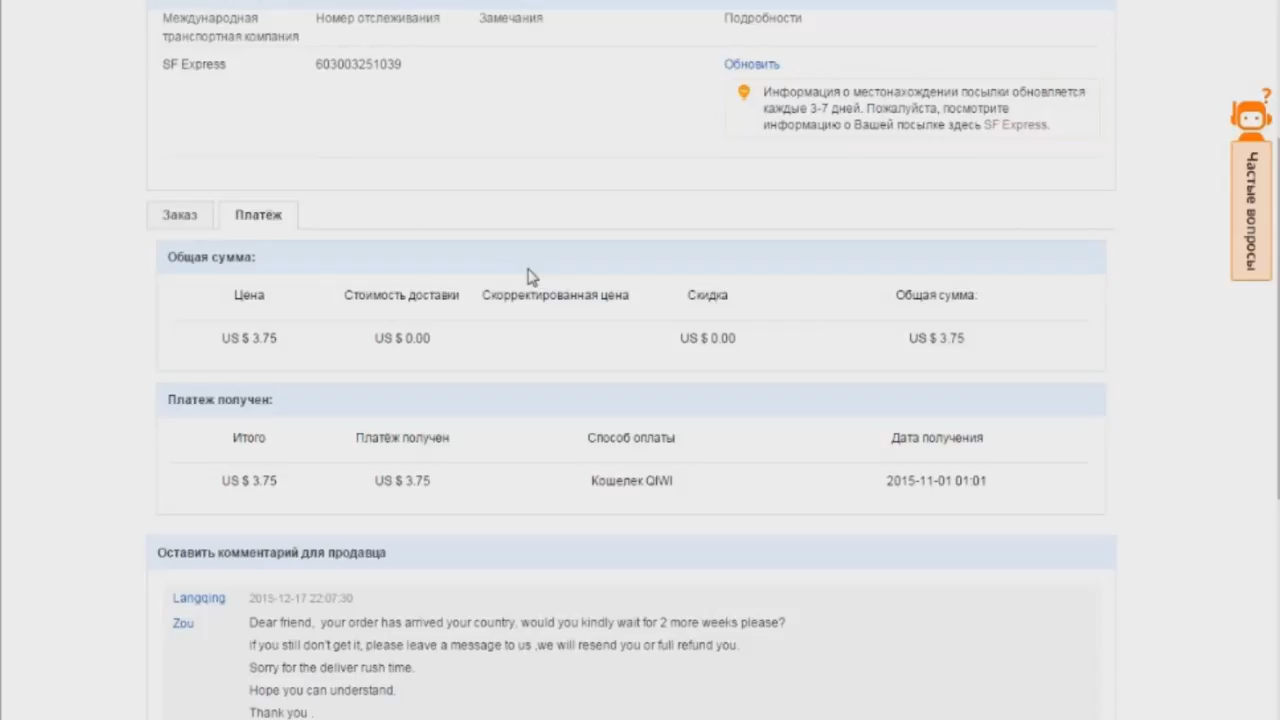 Международная транспортная компания
Номер отслеживания
Замечания
Подробности
SF Express
603003251039
Обновить
Информация о местонахождении посылки обновляется
каждые 3-7 дней. Пожалуйста, посмотрите
информацию о Вашей посылке здесь SF Express.
?
Частые вопросы
Заказ
Платёж
Общая сумма:
Цена
Стоимость доставки
Скорректированная цена
Скидка
Общая сумма:
US $ 3.75
US $ 0.00
US $ 0.00
US $ 3.75
Платеж получен:
Итого
Платёж получен
Способ оплаты
Дата получения
US $ 3.75
US $ 3.75
Кошелек QIWI
2015-11-01 01:01
Оставить комментарий для продавца
Langqing
Zou
2015-12-17 22:07:30
Dear friend, your order has arrived your country. would you kindly wait for 2 more weeks please?
if you still don't get it, please leave a message to us ,we will resend you or full refund you.
Sorry for the deliver rush time.
Hope you can understand.
Thank you .